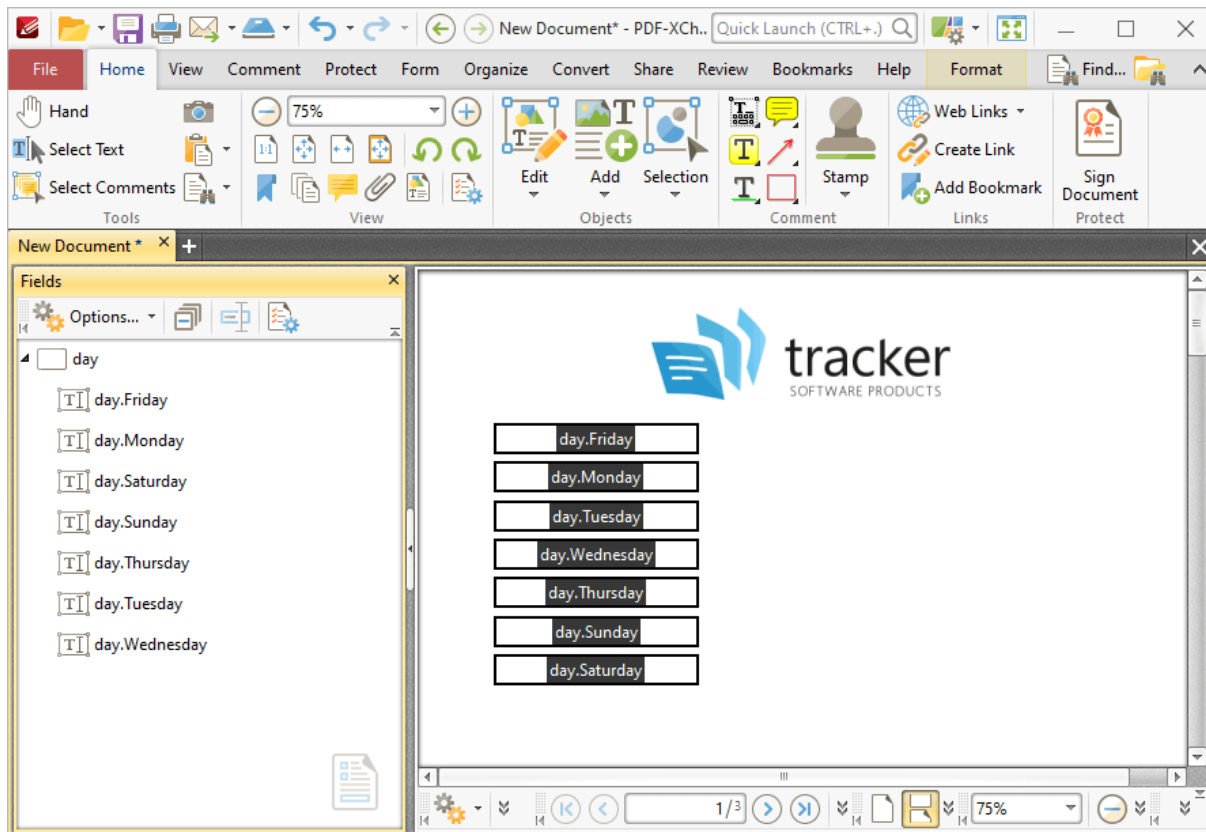 New Document* - PDF-XCh.. Quick Launch (CTRL+.)
File Home View Comment Protect Form Organize Convert Share Review Bookmarks Help Format Find...
Hand 75% Web Links
Select Text 1:1 Create Link
Select Comments Edit Add Selection Stamp Add Bookmark Sign Document
Tools View Objects Comment Links Protect
New Document *
Fields
Options...
day
day.Friday
day.Monday
day.Saturday
day.Sunday
day.Thursday
day.Tuesday
day.Wednesday
tracker
SOFTWARE PRODUCTS
day.Friday
day.Monday
day.Tuesday
day.Wednesday
day.Thursday
day.Sunday
day.Saturday
1/3 75%